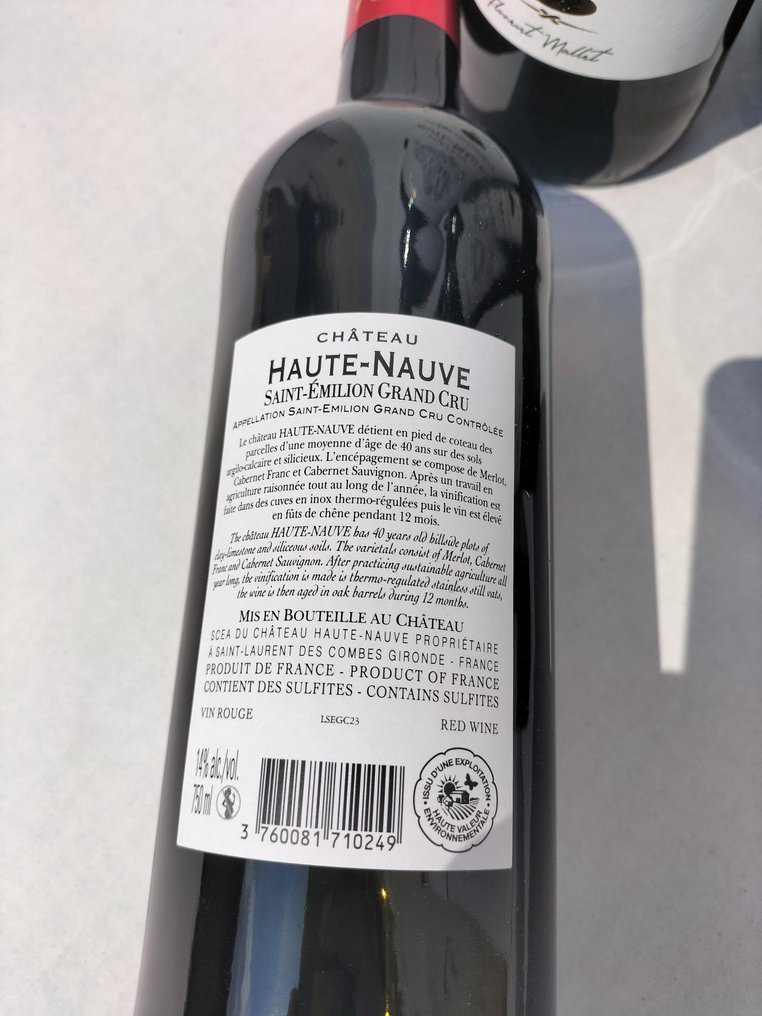 Florent Mallet
CHÂTEAU
HAUTE-NAUVE
SAINT-ÉMILION GRAND CRU
APPELLATION SAINT-EMILION GRAND CRU CONTRÔLÉE
Le château HAUTE-NAUVE détient en pied de coteau des
parcelles d'une moyenne d'âge de 40 ans sur des sols
argilo-calcaire et silicieux. L'encépagement se compose de Merlot,
Cabernet Franc et Cabernet Sauvignon. Après un travail en
agriculture raisonnée tout au long de l'année, la vinification est
faite dans des cuves en inox thermo-régulées puis le vin est élevé
en fûts de chêne pendant 12 mois.
The château HAUTE-NAUVE has 40 years old hillside plots of
clay-limestone and siliceous soils. The varietals consist of Merlot, Cabernet
Franc and Cabernet Sauvignon. After practicing sustainable agriculture all
year long, the vinification is made is thermo-regulated stainless still vats,
the wine is then aged in oak barrels during 12 months.
MIS EN BOUTEILLE AU CHÂTEAU
SCEA DU CHÂTEAU HAUTE-NAUVE PROPRIÉTAIRE
À SAINT-LAURENT DES COMBES GIRONDE - FRANCE
PRODUIT DE FRANCE - PRODUCT OF FRANCE
CONTIENT DES SULFITES - CONTAINS SULFITES
VIN ROUGE LSEGC23 RED WINE
14% alc./vol.
750 ml
3 760081 710249
ISSU D'UNE EXPLOITATION
HAUTE VALEUR
ENVIRONNEMENTALE